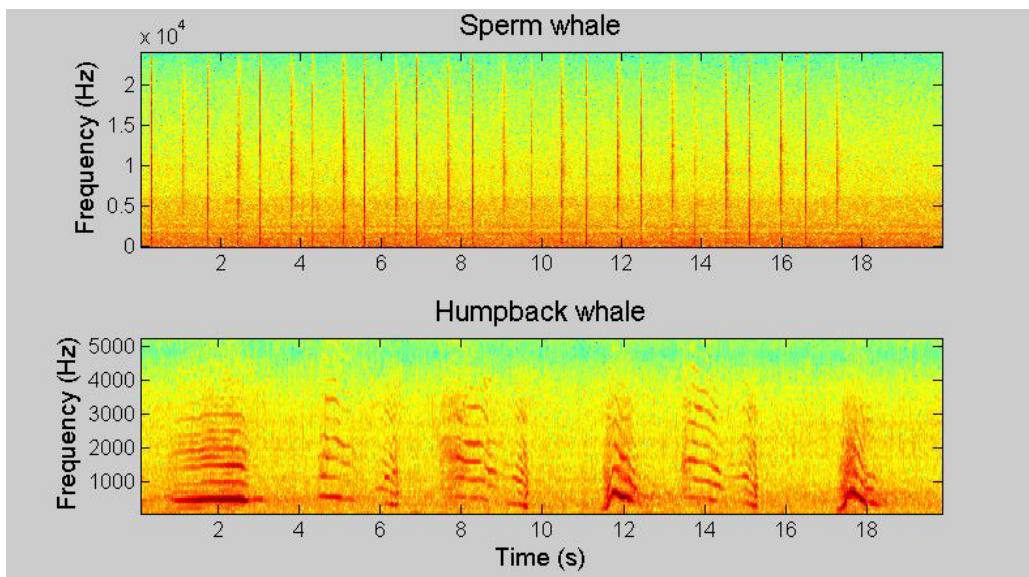 Sperm whale
x 10⁴
Frequency (Hz)
2
1.5
1
0.5
0
2 4 6 8 10 12 14 16 18
Humpback whale
Frequency (Hz)
5000
4000
3000
2000
1000
2 4 6 8 10 12 14 16 18
Time (s)